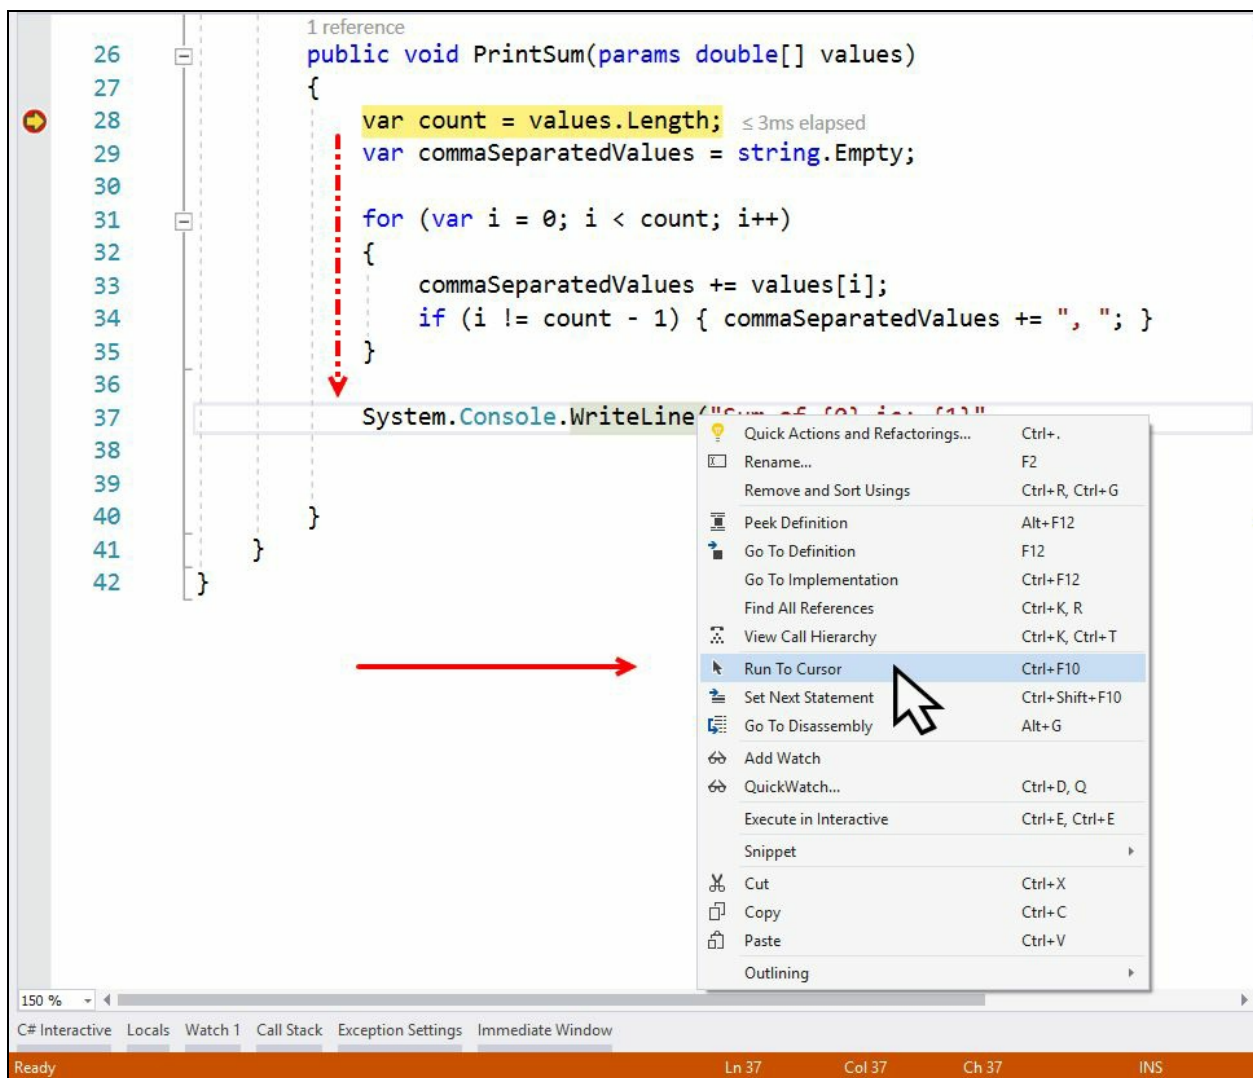 1 reference
26 public void PrintSum(params double[] values)
27 {
28 var count = values.Length; ≤ 3ms elapsed
29 var commaSeparatedValues = string.Empty;
30
31 for (var i = 0; i < count; i++)
32 {
33 commaSeparatedValues += values[i];
34 if (i != count - 1) { commaSeparatedValues += ", "; }
35 }
36
37 System.Console.WriteLine("Sum of {0} is: {1}"
38
39
40 }
41 }
42 }
Quick Actions and Refactorings... Ctrl+.
Rename... F2
Remove and Sort Usings Ctrl+R, Ctrl+G
Peek Definition Alt+F12
Go To Definition F12
Go To Implementation Ctrl+F12
Find All References Ctrl+K, R
View Call Hierarchy Ctrl+K, Ctrl+T
Run To Cursor Ctrl+F10
Set Next Statement Ctrl+Shift+F10
Go To Disassembly Alt+G
Add Watch
QuickWatch... Ctrl+D, Q
Execute in Interactive Ctrl+E, Ctrl+E
Snippet
Cut Ctrl+X
Copy Ctrl+C
Paste Ctrl+V
Outlining
150 %
C# Interactive Locals Watch 1 Call Stack Exception Settings Immediate Window
Ready Ln 37 Col 37 Ch 37 INS